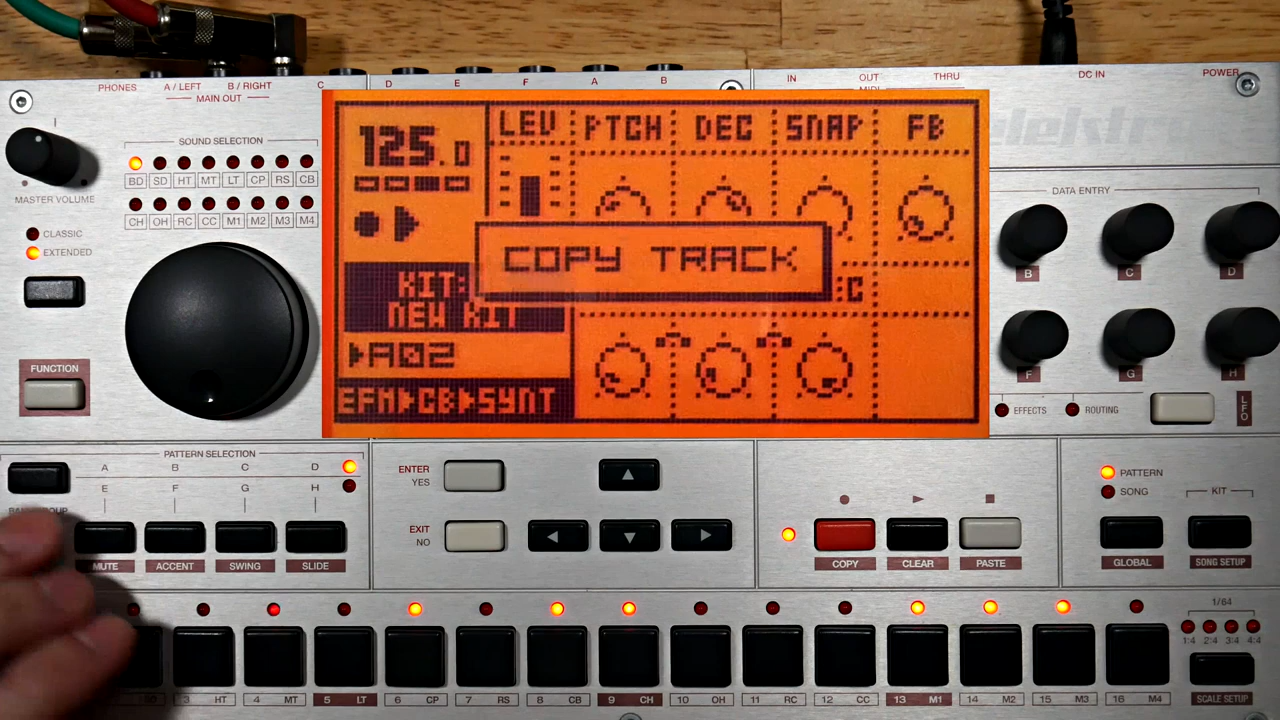 PHONES
A / LEFT
B / RIGHT
MAIN OUT
C
D
E
F
A
B
IN
OUT
THRU
DC IN
POWER
MASTER VOLUME
SOUND SELECTION
BD SD HT MT LT CP RS CB
CH OH RC CC M1 M2 M3 M4
CLASSIC
EXTENDED
FUNCTION
125.0
LEV PTCH DEC SNAP FB
COPY TRACK
KIT:
NEW KIT
A02
EFM CB SYNT
DATA ENTRY
B C D
F G H
EFFECTS
ROUTING
LFO
PATTERN SELECTION
A B C D
E F G H
MUTE ACCENT SWING SLIDE
ENTER
YES
EXIT
NO
COPY CLEAR PASTE
PATTERN
SONG
KIT
GLOBAL
SONG SETUP
3 HT
4 MT
5 LT
6 CP
7 RS
8 CB
9 CH
10 OH
11 RC
12 CC
13 M1
14 M2
15 M3
16 M4
1/64
1:4 2:4 3:4 4:4
SCALE SETUP